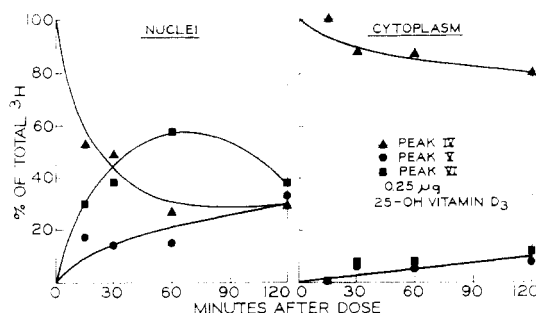 NUCLEI
CYTOPLASM
% OF TOTAL 3H
100
80
60
40
20
0
30
60
90
120
0
30
60
90
120
▲ PEAK IV
● PEAK V
■ PEAK VI
0.25 µg
25-OH VITAMIN D3
MINUTES AFTER DOSE